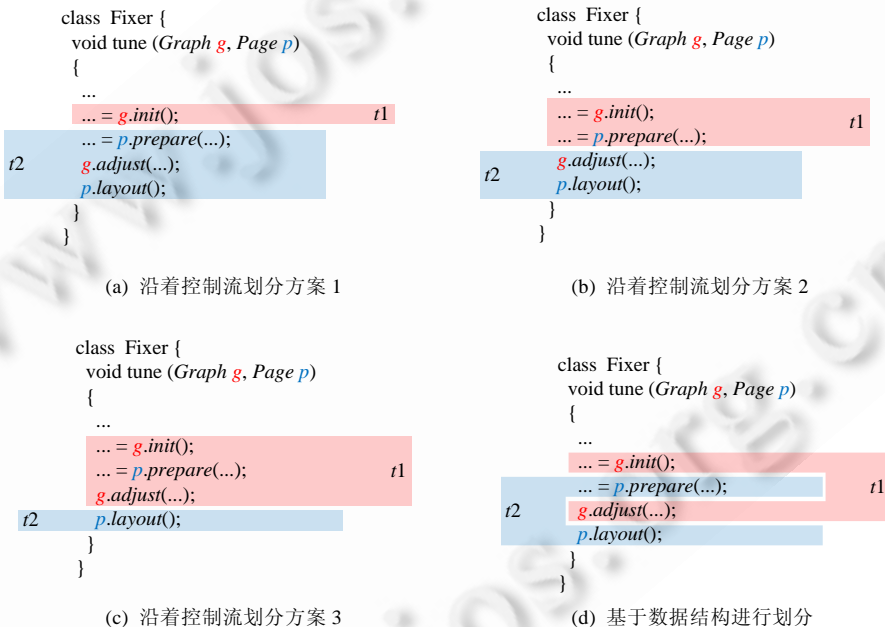 class Fixer {
void tune (Graph g, Page p)
{
...
... = g.init(); t1
... = p.prepare(...);
t2 g.adjust(...);
p.layout();
}
}
(a) 沿着控制流划分方案 1
class Fixer {
void tune (Graph g, Page p)
{
...
... = g.init();
... = p.prepare(...); t1
g.adjust(...);
t2 p.layout();
}
}
(b) 沿着控制流划分方案 2
class Fixer {
void tune (Graph g, Page p)
{
...
... = g.init();
... = p.prepare(...); t1
g.adjust(...);
t2 p.layout();
}
}
(c) 沿着控制流划分方案 3
class Fixer {
void tune (Graph g, Page p)
{
...
... = g.init();
... = p.prepare(...); t1
t2 g.adjust(...);
p.layout();
}
}
(d) 基于数据结构进行划分